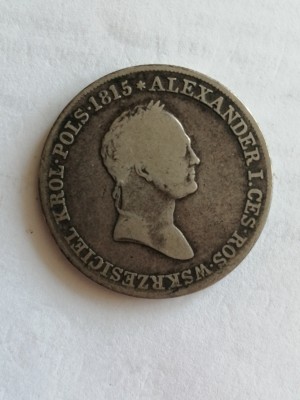 ALEXANDER I. CES. ROS. WSKRZESICIEL KROL. POLS. 1815 *